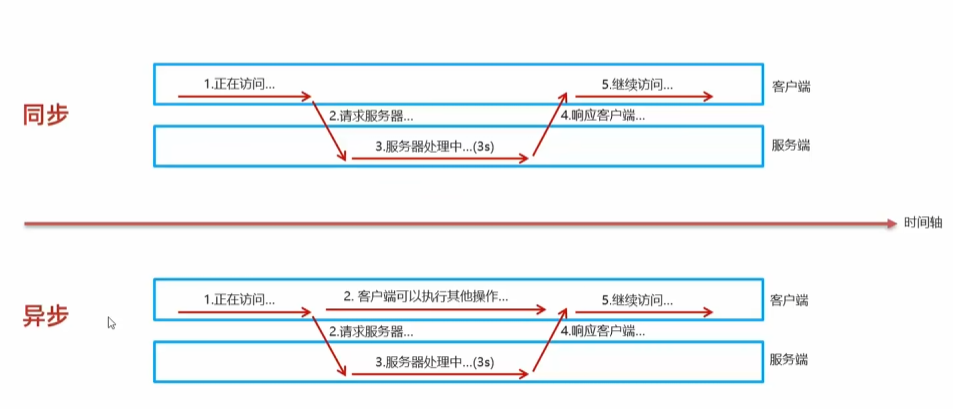 1.正在访问...
5.继续访问...
客户端
同步
2.请求服务器...
4.响应客户端...
3.服务器处理中...(3s)
服务端
时间轴
1.正在访问...
2. 客户端可以执行其他操作...
5.继续访问...
客户端
异步
2.请求服务器...
4.响应客户端...
3.服务器处理中...(3s)
服务端